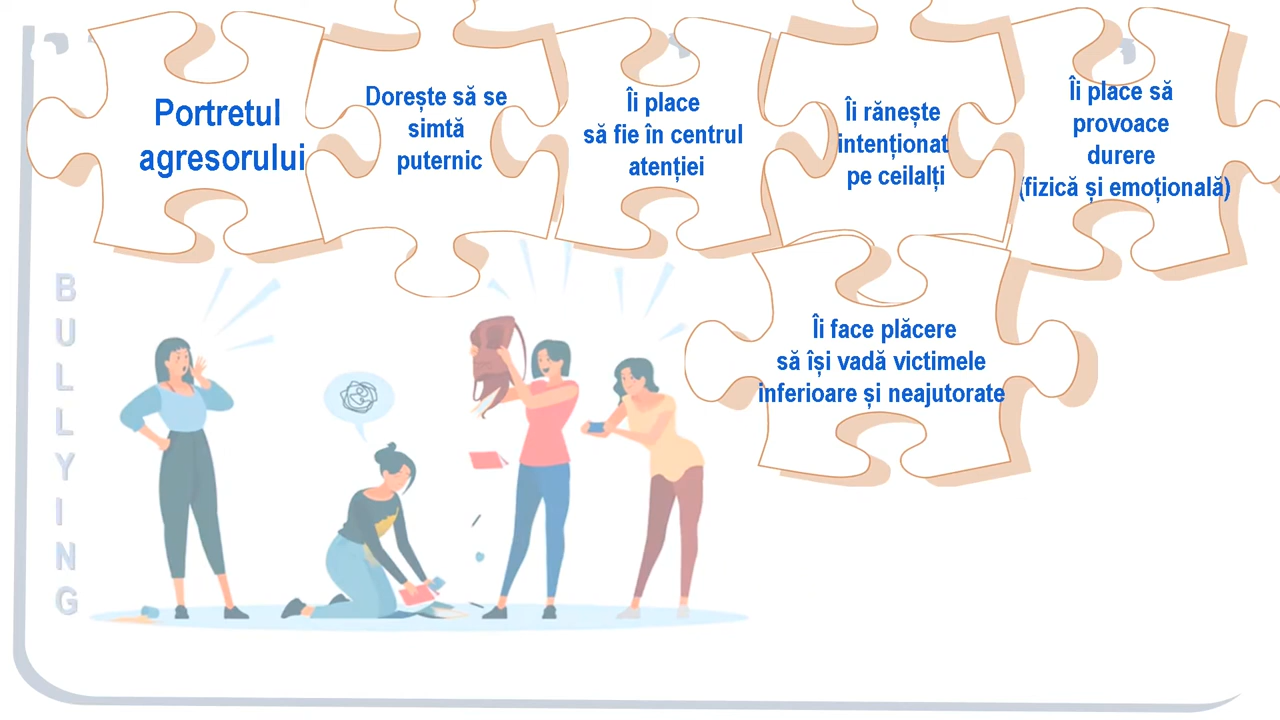 Portretul
agresorului
Dorește să se
simtă
puternic
Îi place
să fie în centrul
atenției
Îi rănește
intenționat
pe ceilalți
Îi place să
provoace
durere
(fizică și emoțională)
Îi face plăcere
să își vadă victimele
inferioare și neajutorate
BULLYING